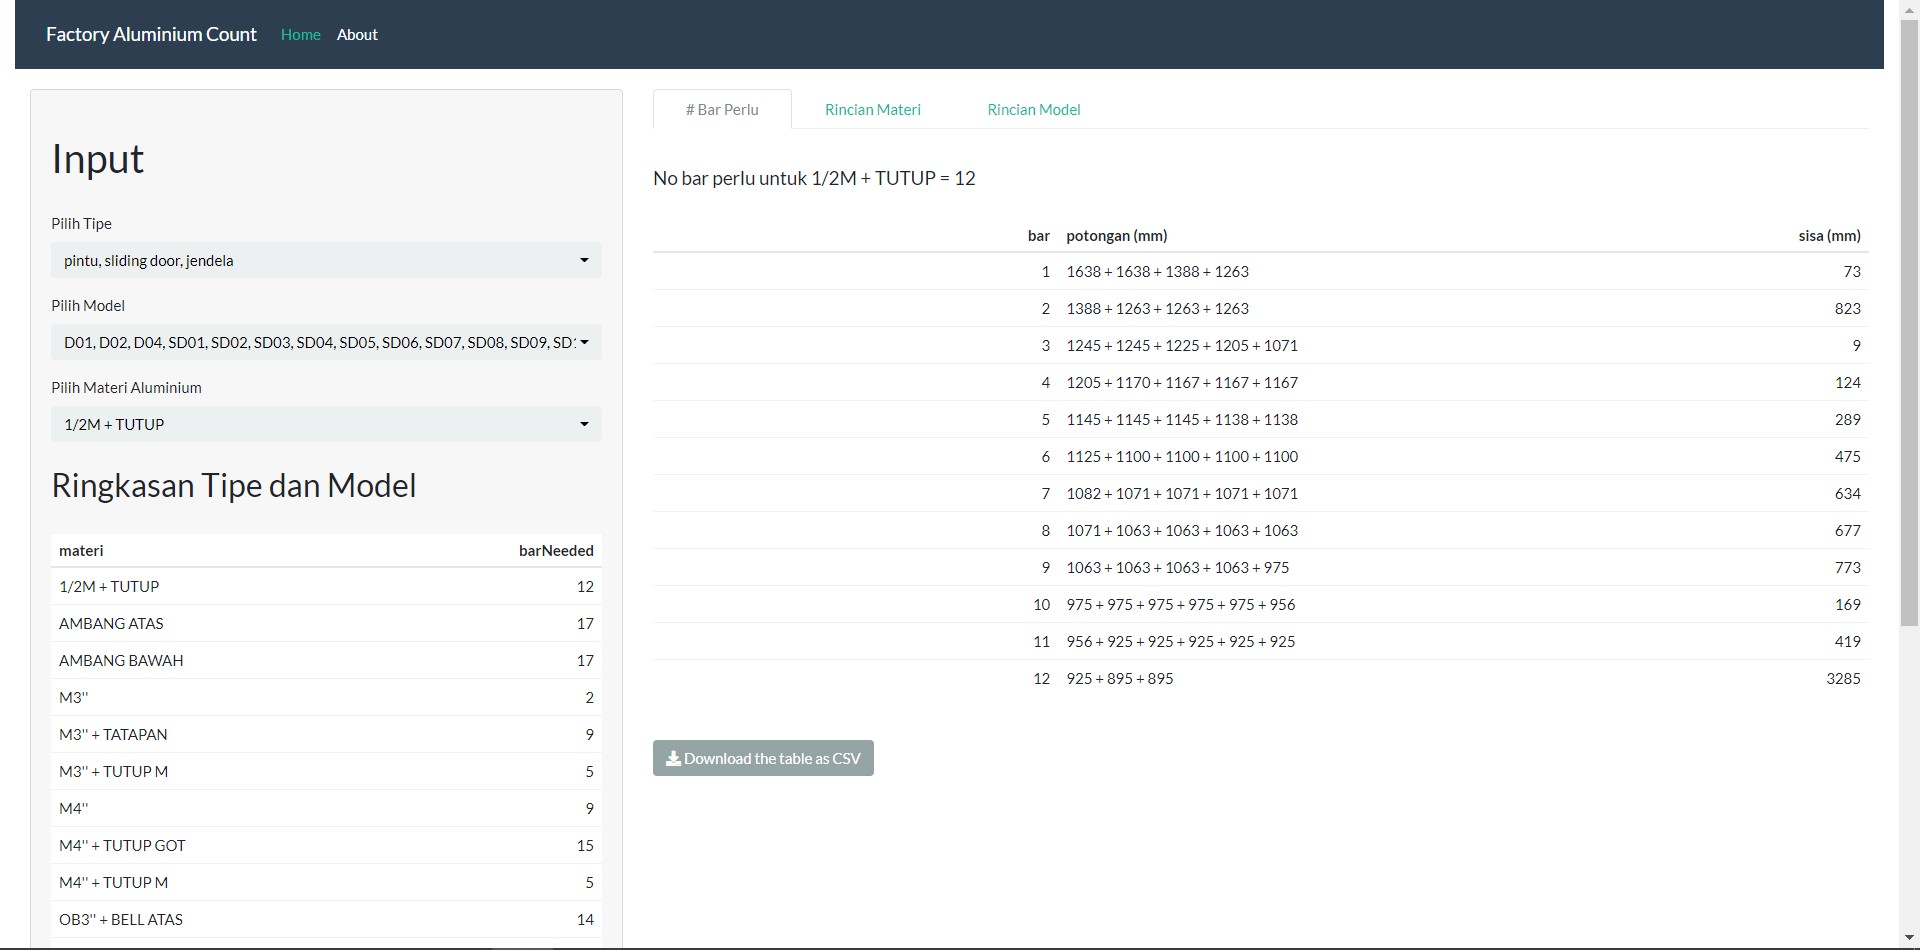 Factory Aluminium Count Home About
Input
Pilih Tipe
pintu, sliding door, jendela
Pilih Model
D01, D02, D04, SD01, SD02, SD03, SD04, SD05, SD06, SD07, SD08, SD09,
Pilih Materi Aluminium
1/2M + TUTUP
Ringkasan Tipe dan Model
materi barNeeded
1/2M + TUTUP 12
AMBANG ATAS 17
AMBANG BAWAH 17
M3'' 2
M3'' + TATAPAN 9
M3'' + TUTUP M 5
M4'' 9
M4'' + TUTUP GOT 15
M4'' + TUTUP M 5
OB3'' + BELL ATAS 14
# Bar Perlu Rincian Materi Rincian Model
No bar perlu untuk 1/2M + TUTUP = 12
bar potongan (mm) sisa (mm)
1 1638 + 1638 + 1388 + 1263 73
2 1388 + 1263 + 1263 + 1263 823
3 1245 + 1245 + 1225 + 1205 + 1071 9
4 1205 + 1170 + 1167 + 1167 + 1167 124
5 1145 + 1145 + 1145 + 1138 + 1138 289
6 1125 + 1100 + 1100 + 1100 + 1100 475
7 1082 + 1071 + 1071 + 1071 + 1071 634
8 1071 + 1063 + 1063 + 1063 + 1063 677
9 1063 + 1063 + 1063 + 1063 + 975 773
10 975 + 975 + 975 + 975 + 975 + 956 169
11 956 + 925 + 925 + 925 + 925 + 925 419
12 925 + 895 + 895 3285
Download the table as CSV